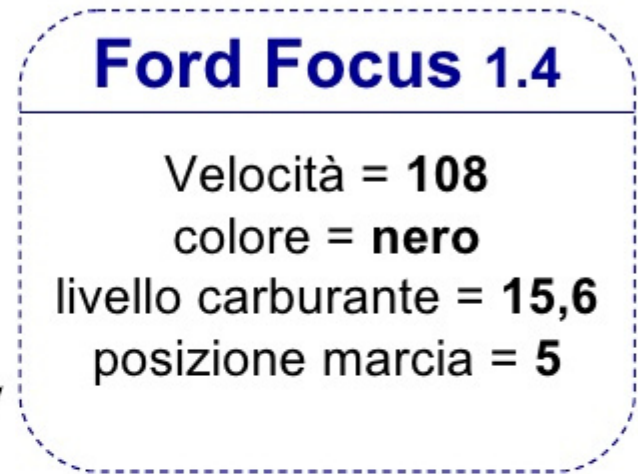 Ford Focus 1.4
Velocità = 108
colore = nero
livello carburante = 15,6
posizione marcia = 5